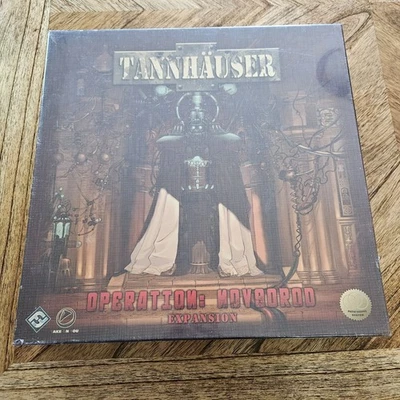 TANNHÄUSER
OPERATION: NOVGOROD
EXPANSION